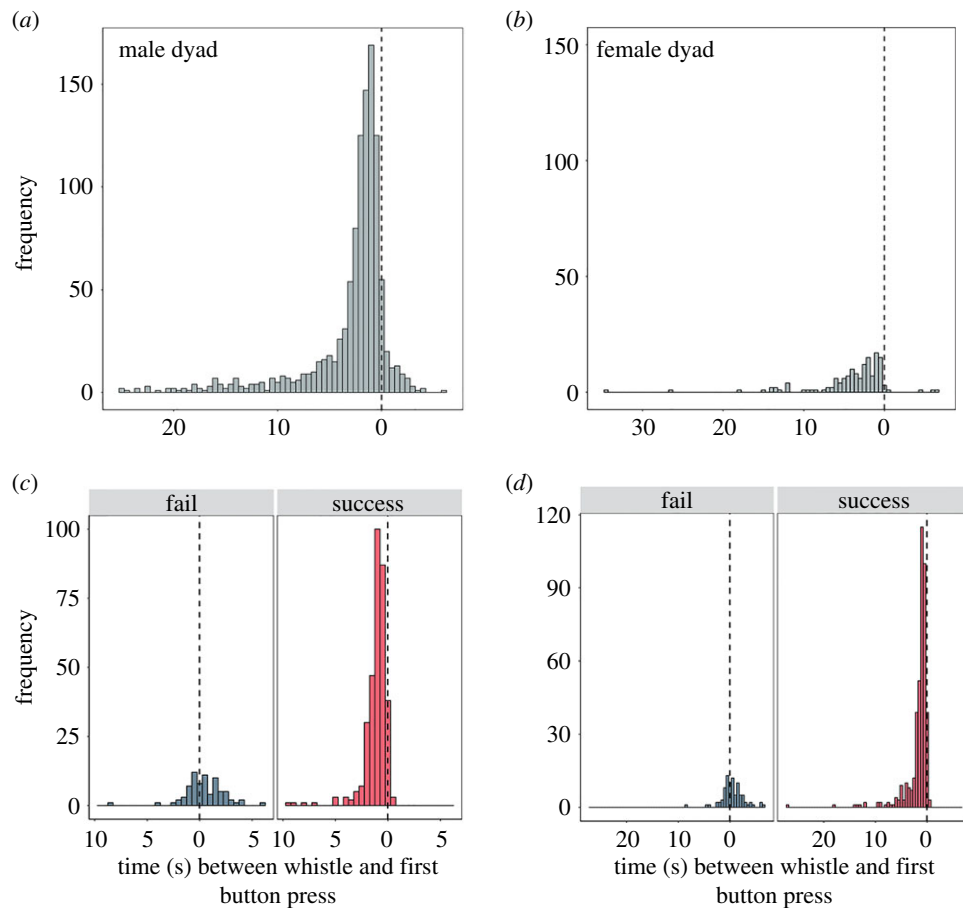 (a)
male dyad
150
100
50
0
frequency
20 10 0
(b)
female dyad
150
100
50
0
30 20 10 0
(c)
fail success
100
75
50
25
0
frequency
10 5 0 5 10 5 0 5
time (s) between whistle and first
button press
(d)
fail success
120
90
60
30
0
20 10 0 20 10 0
time (s) between whistle and first
button press